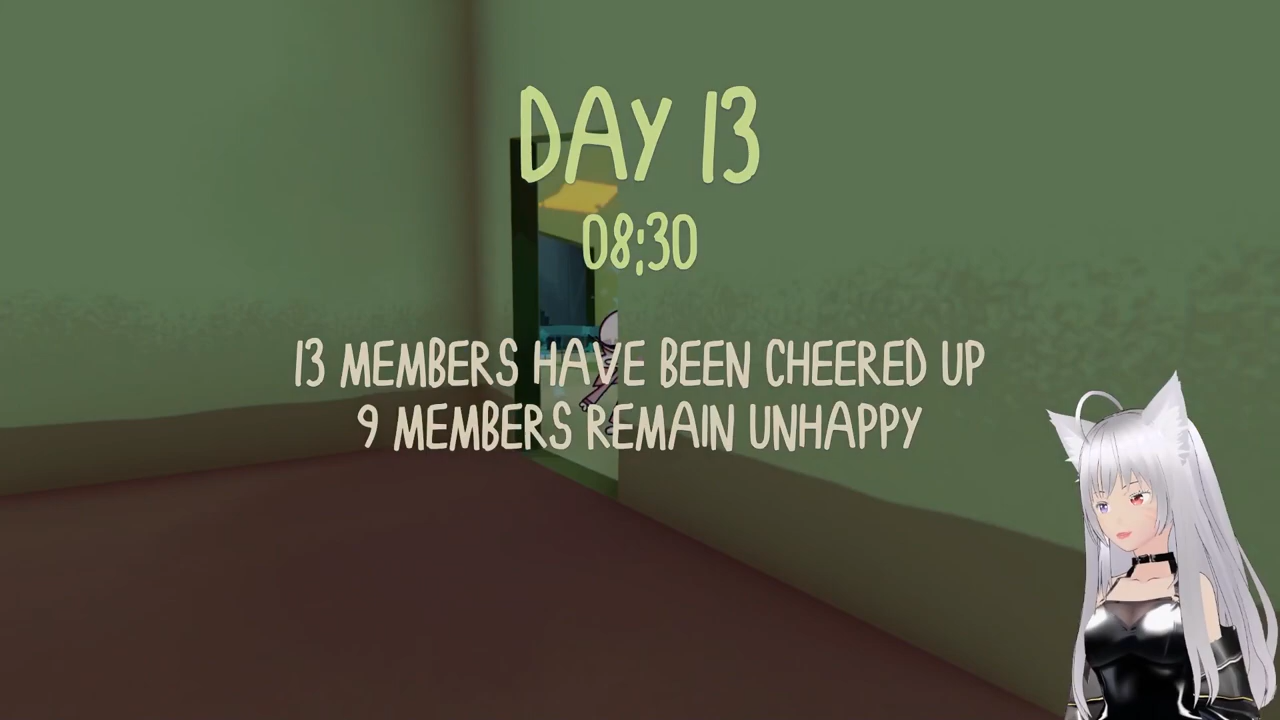 DAY 13
08:30
13 MEMBERS HAVE BEEN CHEERED UP
9 MEMBERS REMAIN UNHAPPY